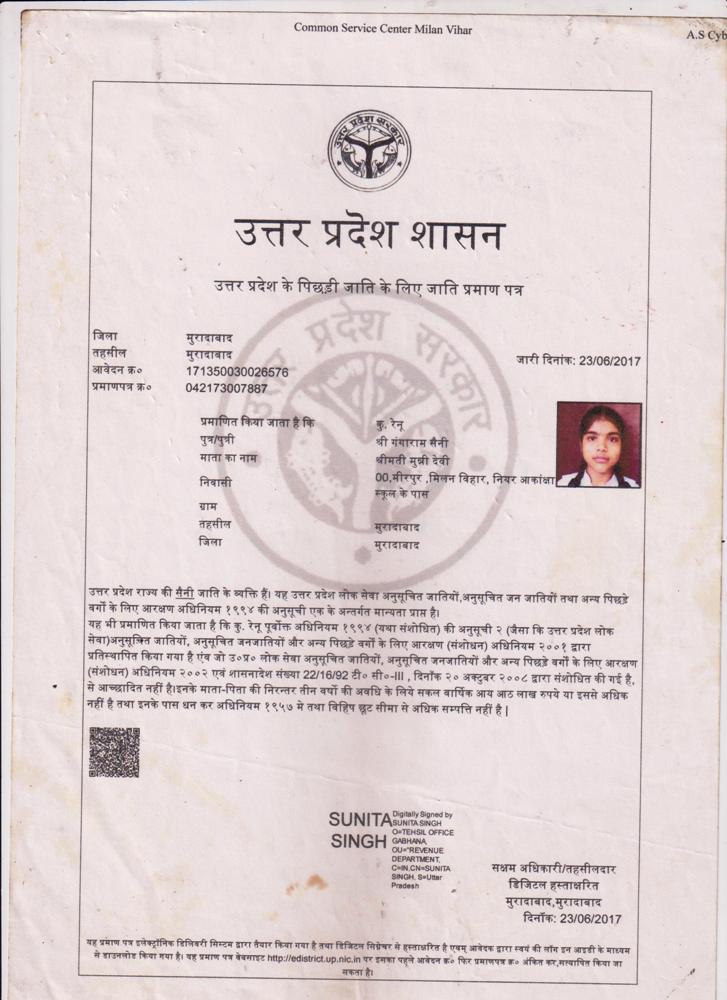 Common Service Center Milan Vihar
A.S Cyb
उत्तर प्रदेश सरकार
उत्तर प्रदेश शासन
उत्तर प्रदेश के पिछड़ी जाति के लिए जाति प्रमाण पत्र
जिला मुरादाबाद
तहसील मुरादाबाद
जारी दिनांक: 23/06/2017
आवेदन क्र० 171350030026576
प्रमाणपत्र क्र० 042173007887
प्रमाणित किया जाता है कि कु. रेनू
पुत्र/पुत्री श्री गंगाराम सैनी
माता का नाम श्रीमती मुन्नी देवी
निवासी 00,मीरपुर ,मिलन विहार, नियर आकांक्षा
स्कूल के पास
ग्राम
तहसील मुरादाबाद
जिला मुरादाबाद
उत्तर प्रदेश राज्य की सैनी जाति के व्यक्ति हैं। यह उत्तर प्रदेश लोक सेवा अनुसूचित जातियों,अनुसूचित जन जातियों तथा अन्य पिछड़े
वर्गों के लिए आरक्षण अधिनियम १९९४ की अनुसूची एक के अन्तर्गत मान्यता प्राप्त है।
यह भी प्रमाणित किया जाता है कि कु. रेनू पूर्वोक्त अधिनियम १९९४ (यथा संशोधित) की अनुसूची २ (जैसा कि उत्तर प्रदेश लोक
सेवा)अनुसूचित जातियों, अनुसूचित जनजातियों और अन्य पिछड़े वर्गों के लिए आरक्षण (संशोधन) अधिनियम २००१ द्वारा
प्रतिस्थापित किया गया है एंव जो उ०प्र० लोक सेवा अनुसूचित जातियों, अनुसूचित जनजातियों और अन्य पिछड़े वर्गों के लिए आरक्षण
(संशोधन) अधिनियम २००२ एवं शासनादेश संख्या 22/16/92 टी० सी०-III , दिनांक २० अक्टुबर २००८ द्वारा संशोधित की गई है,
से आच्छादित नहीं है।इनके माता-पिता की निरन्तर तीन वर्षों की अवधि के लिये सकल वार्षिक आय आठ लाख रुपये या इससे अधिक
नहीं है तथा इनके पास धन कर अधिनियम १९५७ मे तथा विहिप छूट सीमा से अधिक सम्पत्ति नहीं है |
SUNITA SINGH
Digitally Signed by
SUNITA SINGH
O=TEHSIL OFFICE
GABHANA,
OU="REVENUE
DEPARTMENT,
C=IN,CN=SUNITA
SINGH, S=Uttar
Pradesh
सक्षम अधिकारी/तहसीलदार
डिजिटल हस्ताक्षरित
मुरादाबाद,मुरादाबाद
दिनाँक: 23/06/2017
यह प्रमाण पत्र इलेक्ट्रॉनिक डिलिवरी सिस्टम द्वारा तैयार किया गया है तथा डिजिटल सिग्नेचर से हस्ताक्षरित है एवम् आवेदक द्वारा स्वयं की लॉग इन आइडी के माध्यम
से डाउनलोड किया गया है। यह प्रमाण पत्र वेबसाइट http://edistrict.up.nic.in पर इसका पहले आवेदन क्र० फिर प्रमाणपत्र क्र० अंकित कर,सत्यापित किया जा
सकता है।